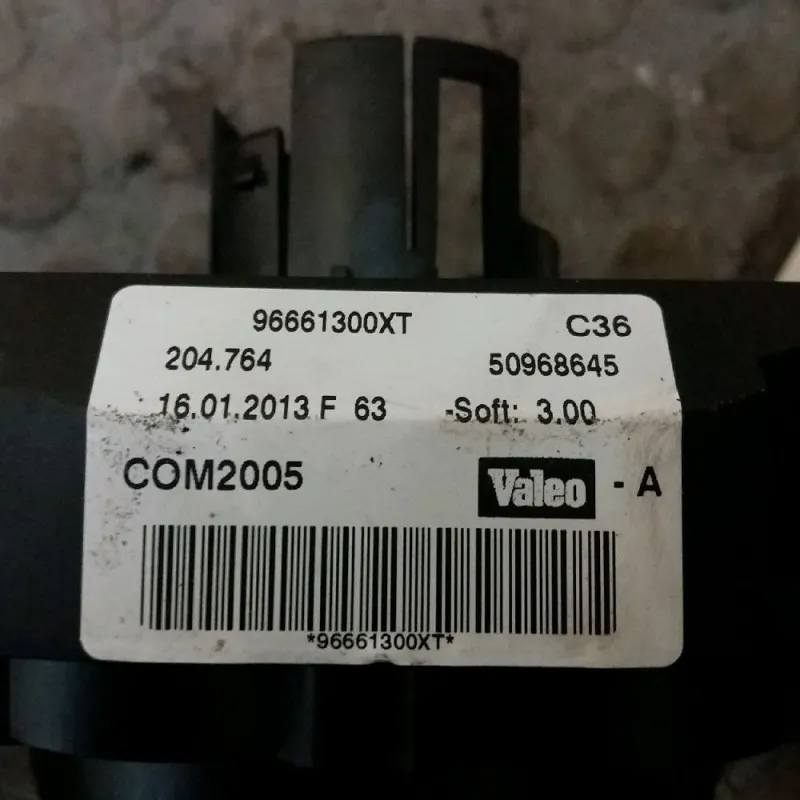 96661300XT C36
204.764 50968645
16.01.2013 F 63 -Soft: 3.00
COM2005 Valeo - A
*96661300XT*